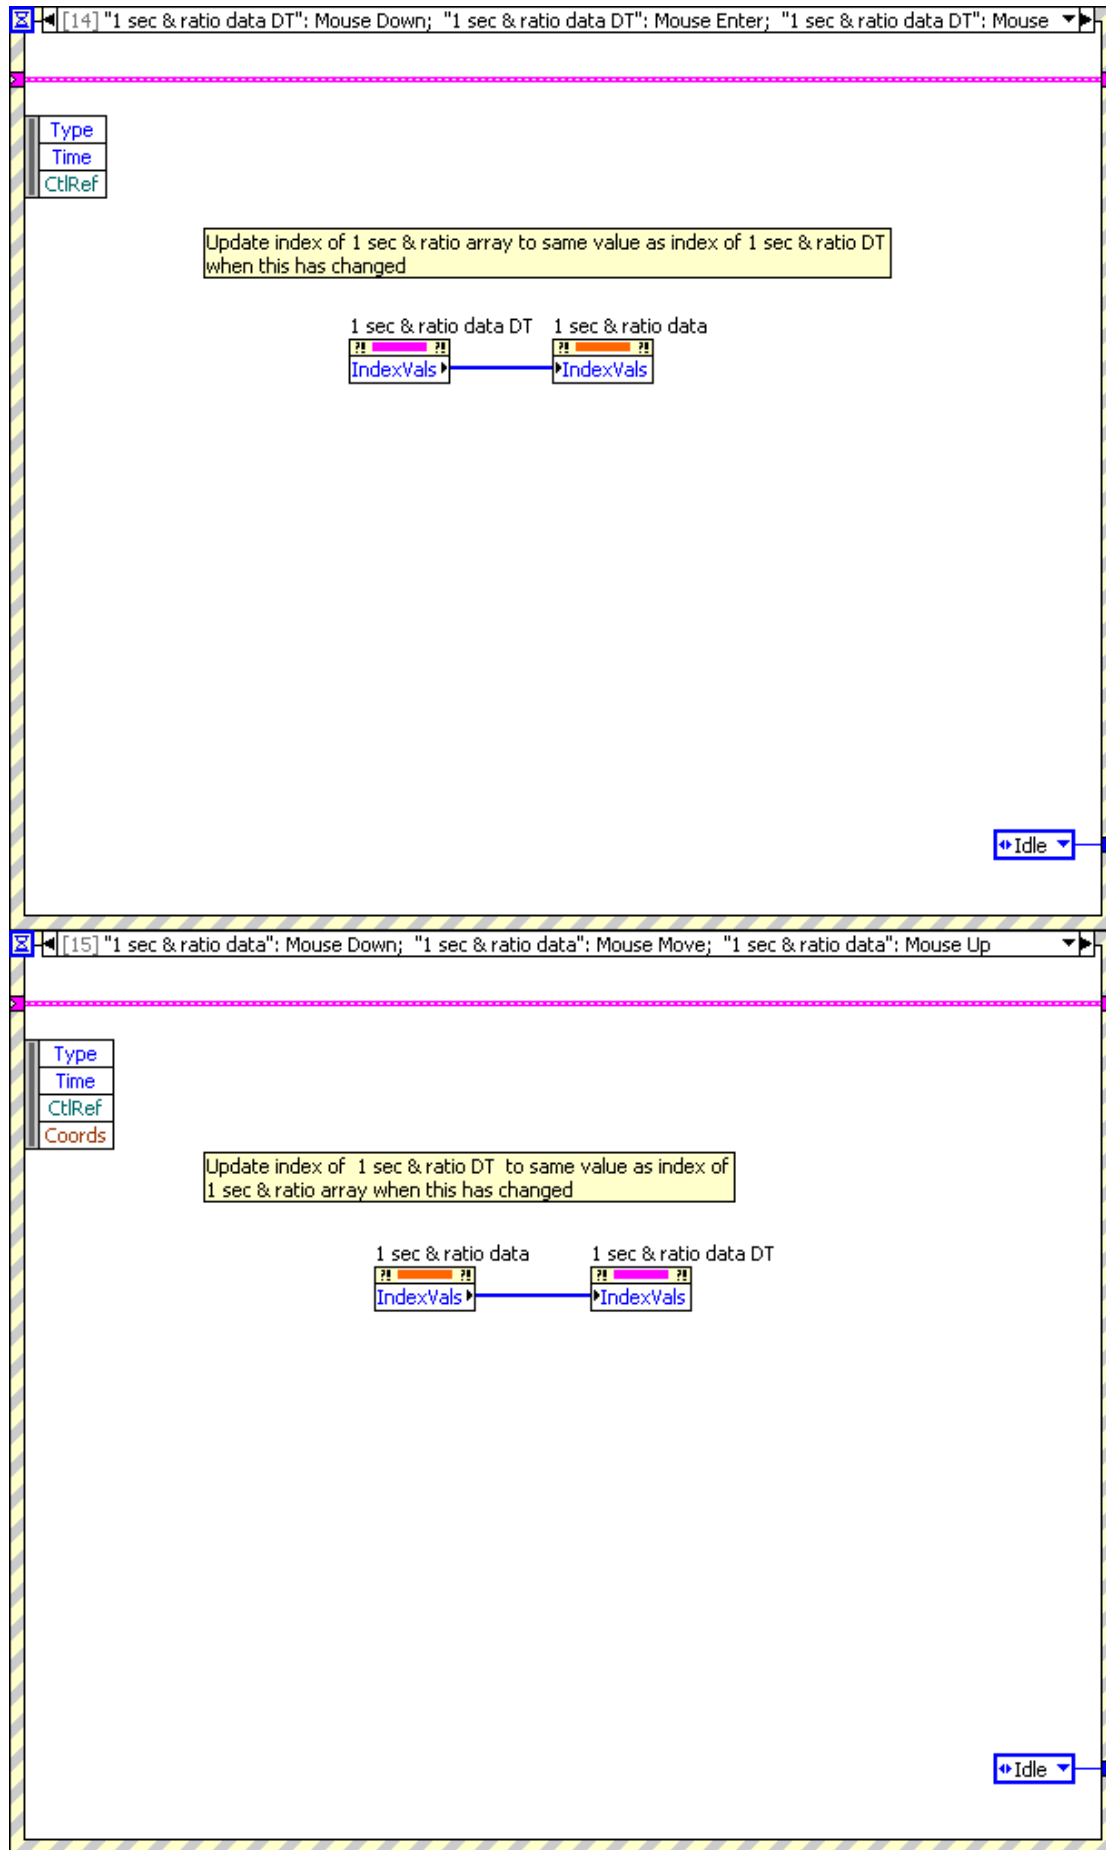 [14] "1 sec & ratio data DT": Mouse Down; "1 sec & ratio data DT": Mouse Enter; "1 sec & ratio data DT": Mouse
Type
Time
CtlRef
Update index of 1 sec & ratio array to same value as index of 1 sec & ratio DT
when this has changed
1 sec & ratio data DT 1 sec & ratio data
?! ?! ?! ?!
IndexVals IndexVals
Idle
[15] "1 sec & ratio data": Mouse Down; "1 sec & ratio data": Mouse Move; "1 sec & ratio data": Mouse Up
Type
Time
CtlRef
Coords
Update index of 1 sec & ratio DT to same value as index of
1 sec & ratio array when this has changed
1 sec & ratio data 1 sec & ratio data DT
?! ?! ?! ?!
IndexVals IndexVals
Idle